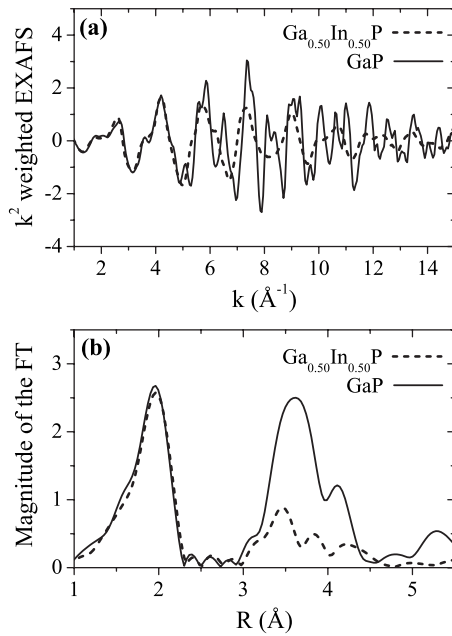 (a)
Ga0.50In0.50P
GaP
k2 weighted EXAFS
4
2
0
-2
-4
2 4 6 8 10 12 14
k (Å-1)
(b)
Ga0.50In0.50P
GaP
Magnitude of the FT
3
2
1
0
1 2 3 4 5
R (Å)